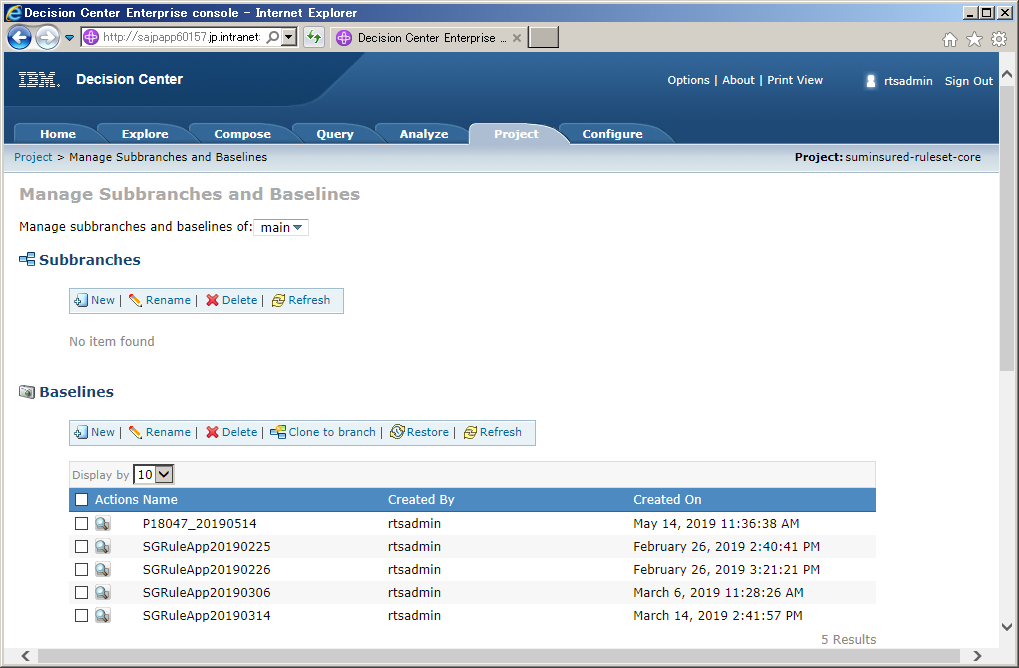 Decision Center Enterprise console - Internet Explorer
http://sajpapp60157.jp.intranet:
Decision Center Enterprise ...
IBM. Decision Center
Options | About | Print View
rtsadmin Sign Out
Home Explore Compose Query Analyze Project Configure
Project > Manage Subbranches and Baselines
Project: suminsured-ruleset-core
Manage Subbranches and Baselines
Manage subbranches and baselines of: main
Subbranches
New | Rename | Delete | Refresh
No item found
Baselines
New | Rename | Delete | Clone to branch | Restore | Refresh
Display by 10
Actions Name Created By Created On
P18047_20190514 rtsadmin May 14, 2019 11:36:38 AM
SGRuleApp20190225 rtsadmin February 26, 2019 2:40:41 PM
SGRuleApp20190226 rtsadmin February 26, 2019 3:21:21 PM
SGRuleApp20190306 rtsadmin March 6, 2019 11:28:26 AM
SGRuleApp20190314 rtsadmin March 14, 2019 2:41:57 PM
5 Results